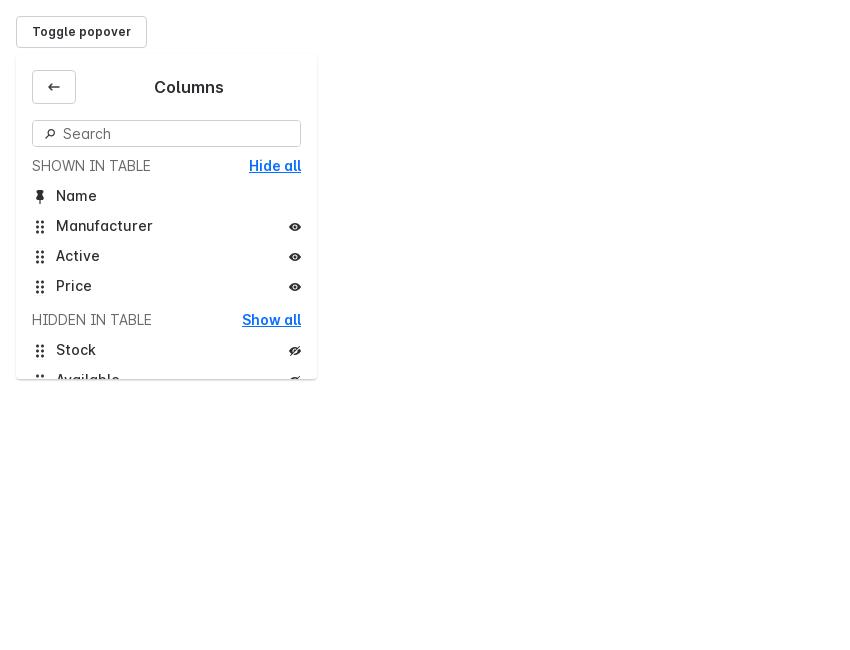 Toggle popover
Columns
Search
SHOWN IN TABLE Hide all
Name
Manufacturer
Active
Price
HIDDEN IN TABLE Show all
Stock
Available